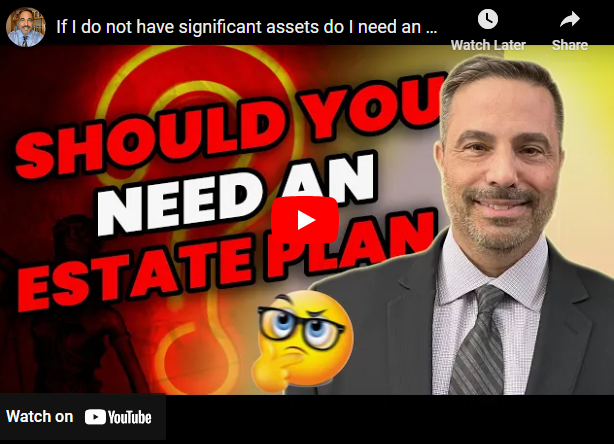 If I do not have significant assets do I need an ...
Watch Later
Share
SHOULD YOU
NEED AN
ESTATE PLAN
Watch on YouTube